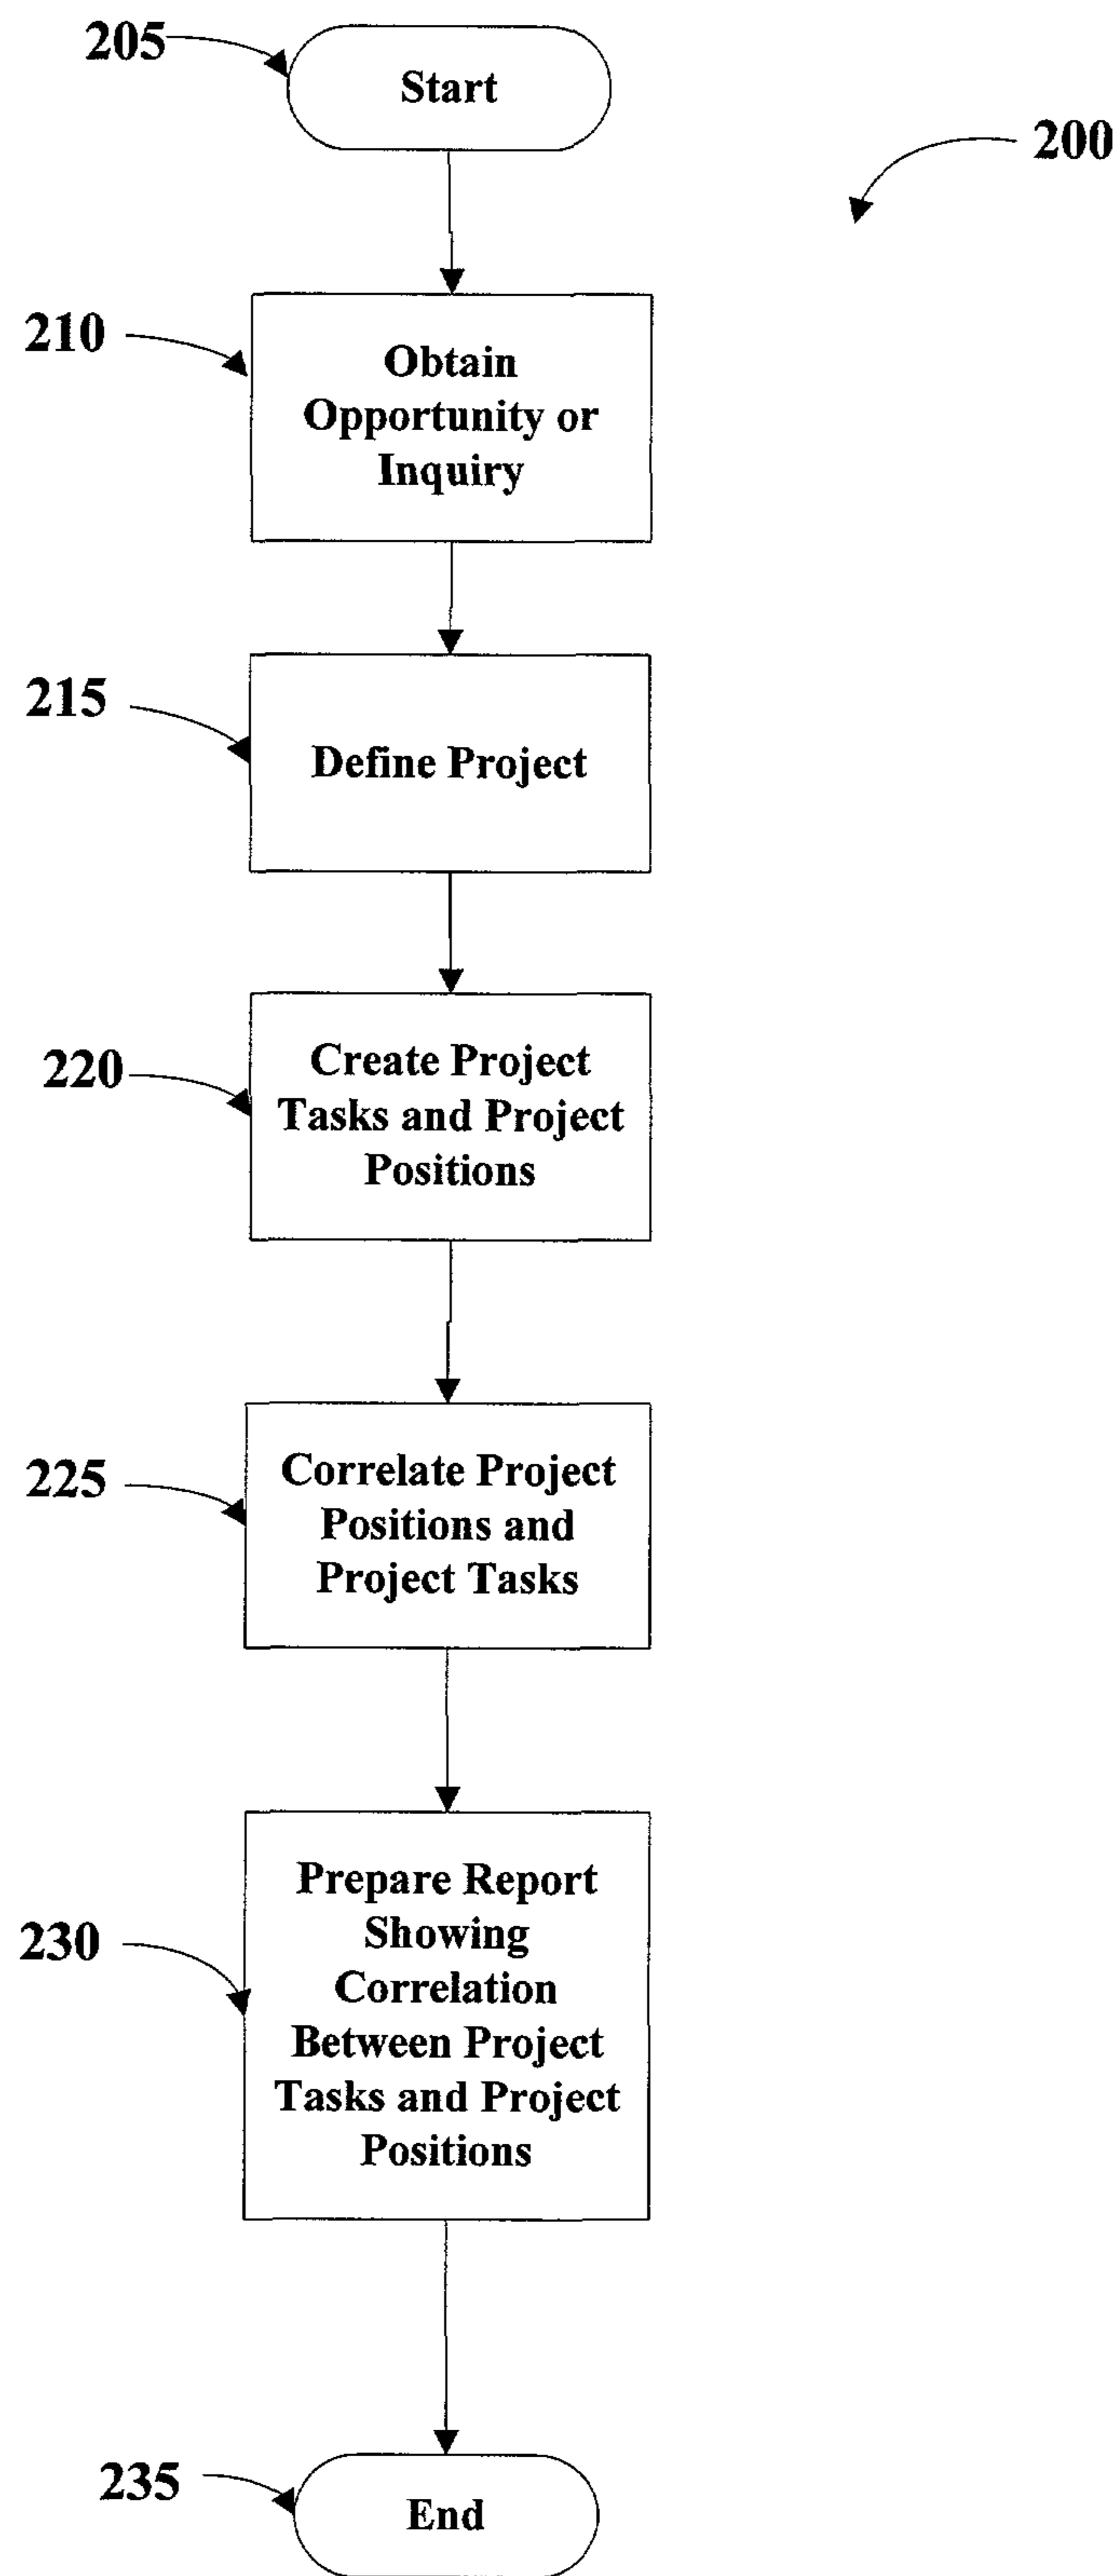 205
Start
200
210
Obtain
Opportunity or
Inquiry
215
Define Project
220
Create Project
Tasks and Project
Positions
225
Correlate Project
Positions and
Project Tasks
230
Prepare Report
Showing
Correlation
Between Project
Tasks and Project
Positions
235
End